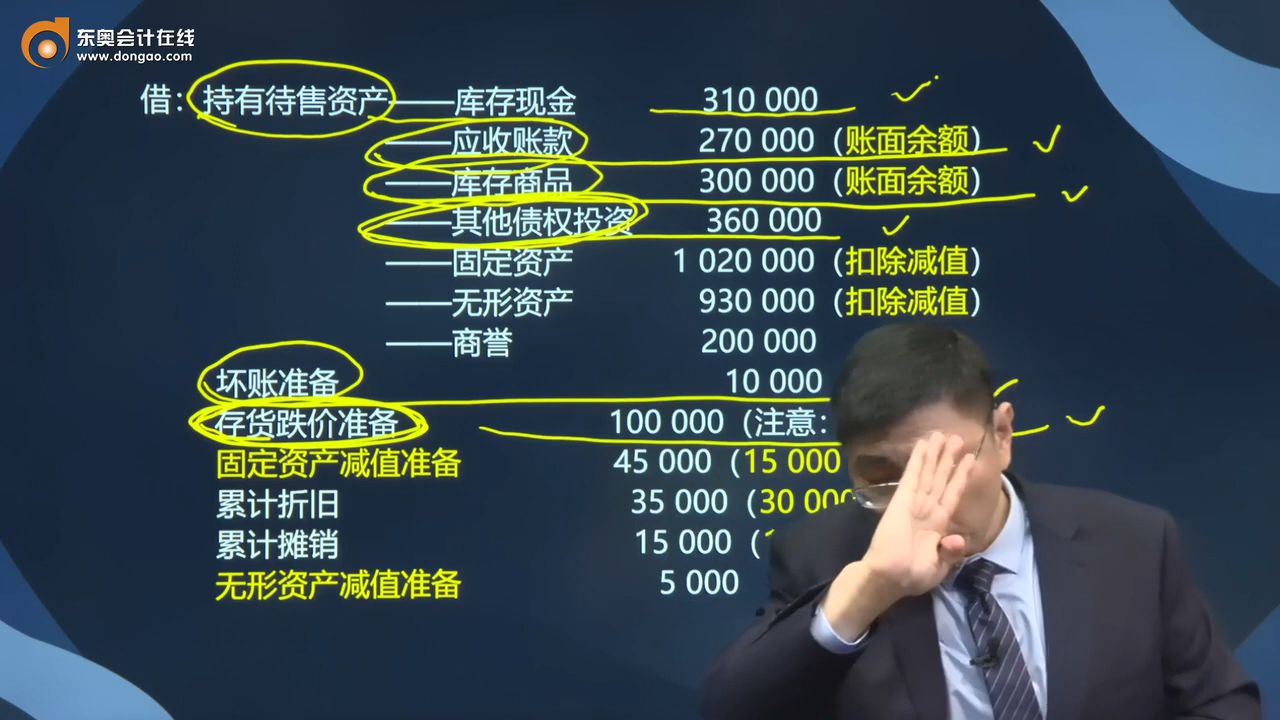 东奥会计在线
www.dongao.com
借：持有待售资产——库存现金 310 000
——应收账款 270 000（账面余额）
——库存商品 300 000（账面余额）
——其他债权投资 360 000
——固定资产 1 020 000（扣除减值）
——无形资产 930 000（扣除减值）
——商誉 200 000
坏账准备 10 000
存货跌价准备 100 000（注意：
固定资产减值准备 45 000（15 000
累计折旧 35 000（30 000
累计摊销 15 000（
无形资产减值准备 5 000